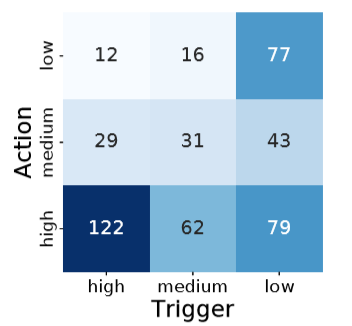 Action
low
12 16 77
medium
29 31 43
high
122 62 79
high medium low
Trigger